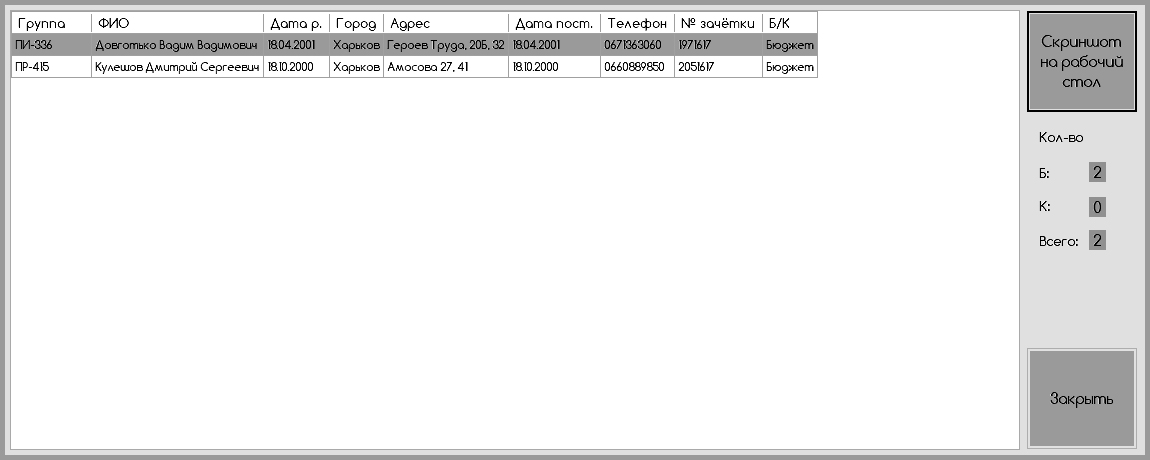 Группа ФИО Дата р. Город Адрес Дата пост. Телефон № зачётки Б/К
ПИ-336 Довготько Вадим Вадимович 18.04.2001 Харьков Героев Труда, 20Б, 32 18.04.2001 0671363060 1971617 Бюджет
ПР-415 Кулешов Дмитрий Сергеевич 18.10.2000 Харьков Амосова 27, 41 18.10.2000 0660889850 2051617 Бюджет
Скриншот
на рабочий
стол
Кол-во
Б: 2
К: 0
Всего: 2
Закрыть